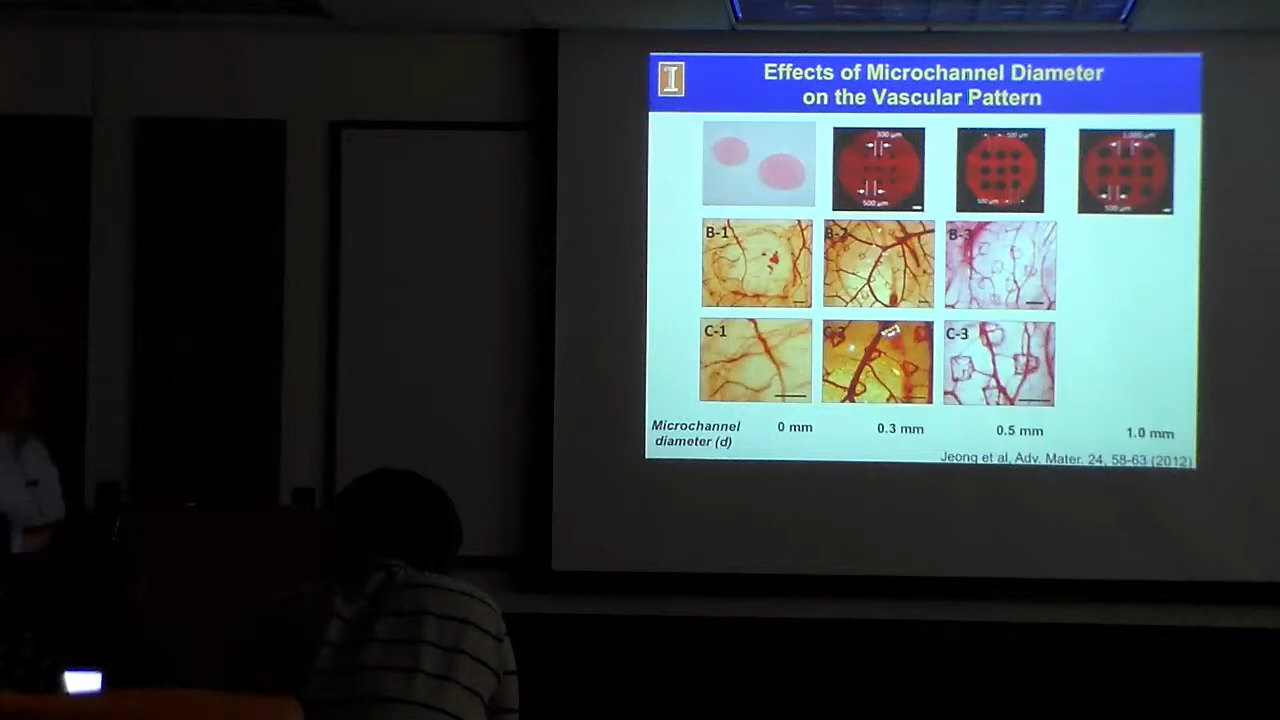 I
Effects of Microchannel Diameter
on the Vascular Pattern
300 µm
500 µm
500 µm
500 µm
1,000 µm
500 µm
B-1
B-2
B-3
C-1
C-2
C-3
Microchannel
diameter (d)
0 mm
0.3 mm
0.5 mm
1.0 mm
Jeong et al, Adv. Mater. 24, 58-63 (2012)